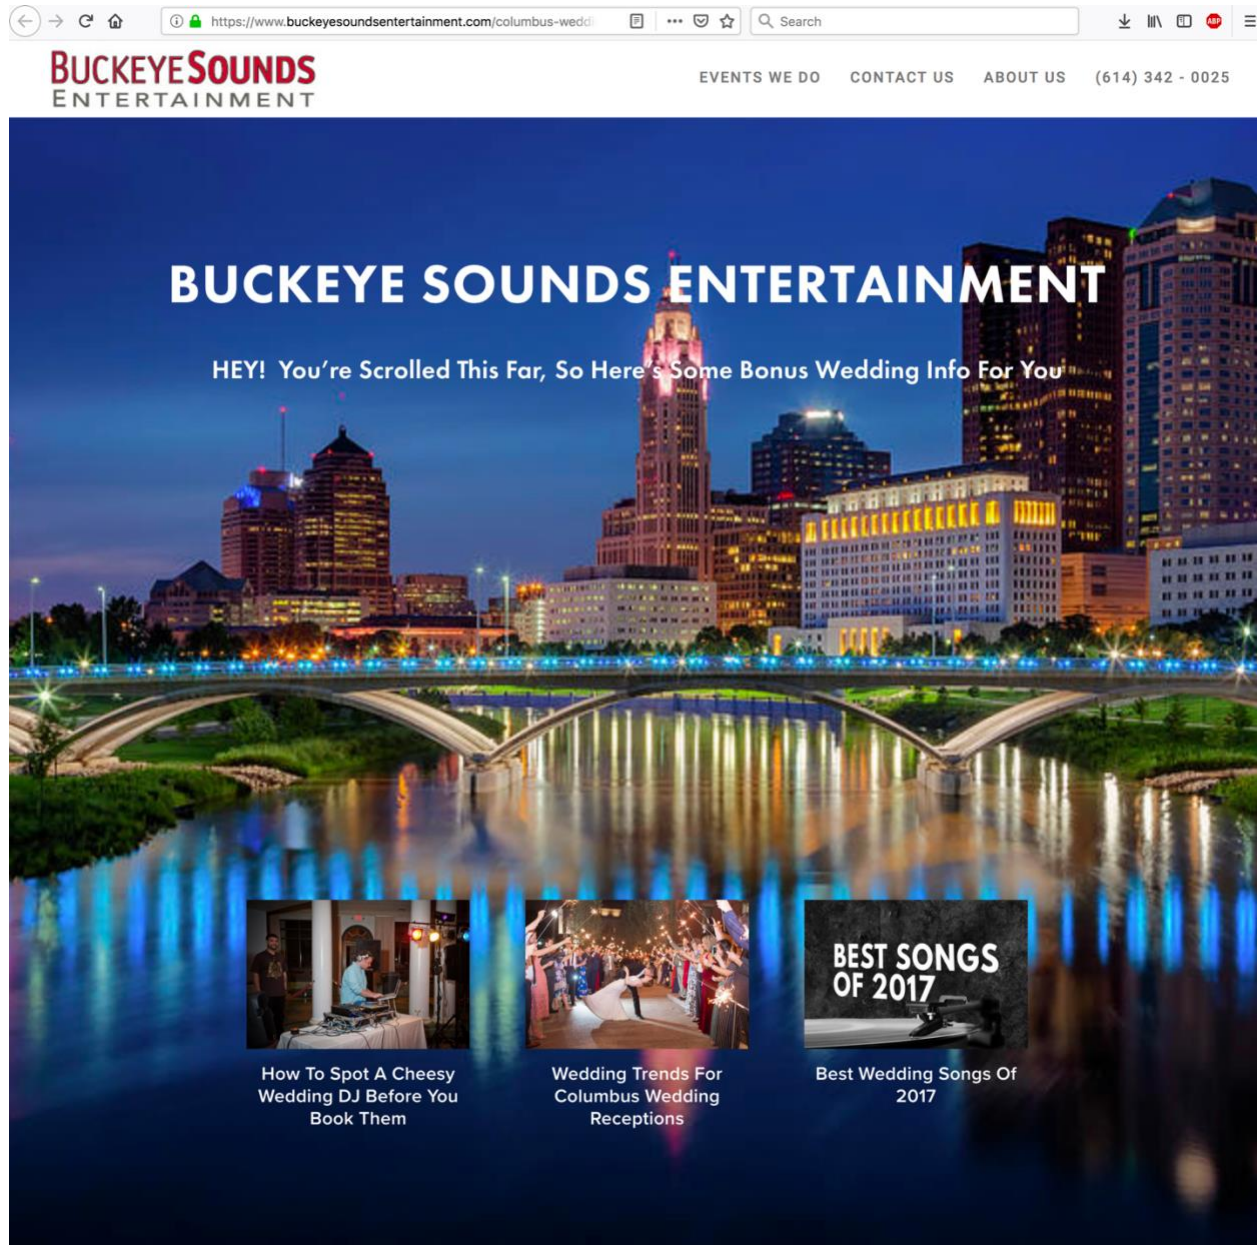 https://www.buckeyesoundsentertainment.com/columbus-wedd
Search
ABP
BUCKEYE SOUNDS
ENTERTAINMENT
EVENTS WE DO CONTACT US ABOUT US (614) 342 - 0025
BUCKEYE SOUNDS ENTERTAINMENT
HEY! You're Scrolled This Far, So Here's Some Bonus Wedding Info For You
BEST SONGS
OF 2017
How To Spot A Cheesy
Wedding DJ Before You
Book Them
Wedding Trends For
Columbus Wedding
Receptions
Best Wedding Songs Of
2017